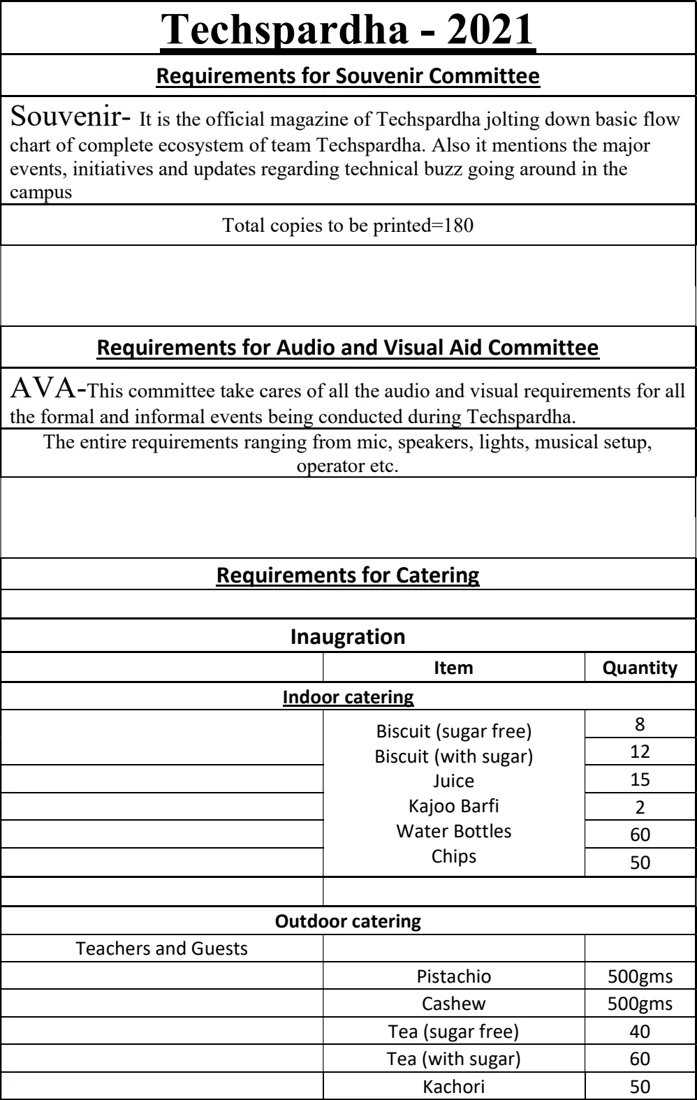 Techspardha - 2021
Requirements for Souvenir Committee
Souvenir- It is the official magazine of Techspardha jolting down basic flow
chart of complete ecosystem of team Techspardha. Also it mentions the major
events, initiatives and updates regarding technical buzz going around in the
campus
Total copies to be printed=180
Requirements for Audio and Visual Aid Committee
AVA-This committee take cares of all the audio and visual requirements for all
the formal and informal events being conducted during Techspardha.
The entire requirements ranging from mic, speakers, lights, musical setup,
operator etc.
Requirements for Catering
Inaugration
Item Quantity
Indoor catering
Biscuit (sugar free) 8
Biscuit (with sugar) 12
Juice 15
Kajoo Barfi 2
Water Bottles 60
Chips 50
Outdoor catering
Teachers and Guests
Pistachio 500gms
Cashew 500gms
Tea (sugar free) 40
Tea (with sugar) 60
Kachori 50